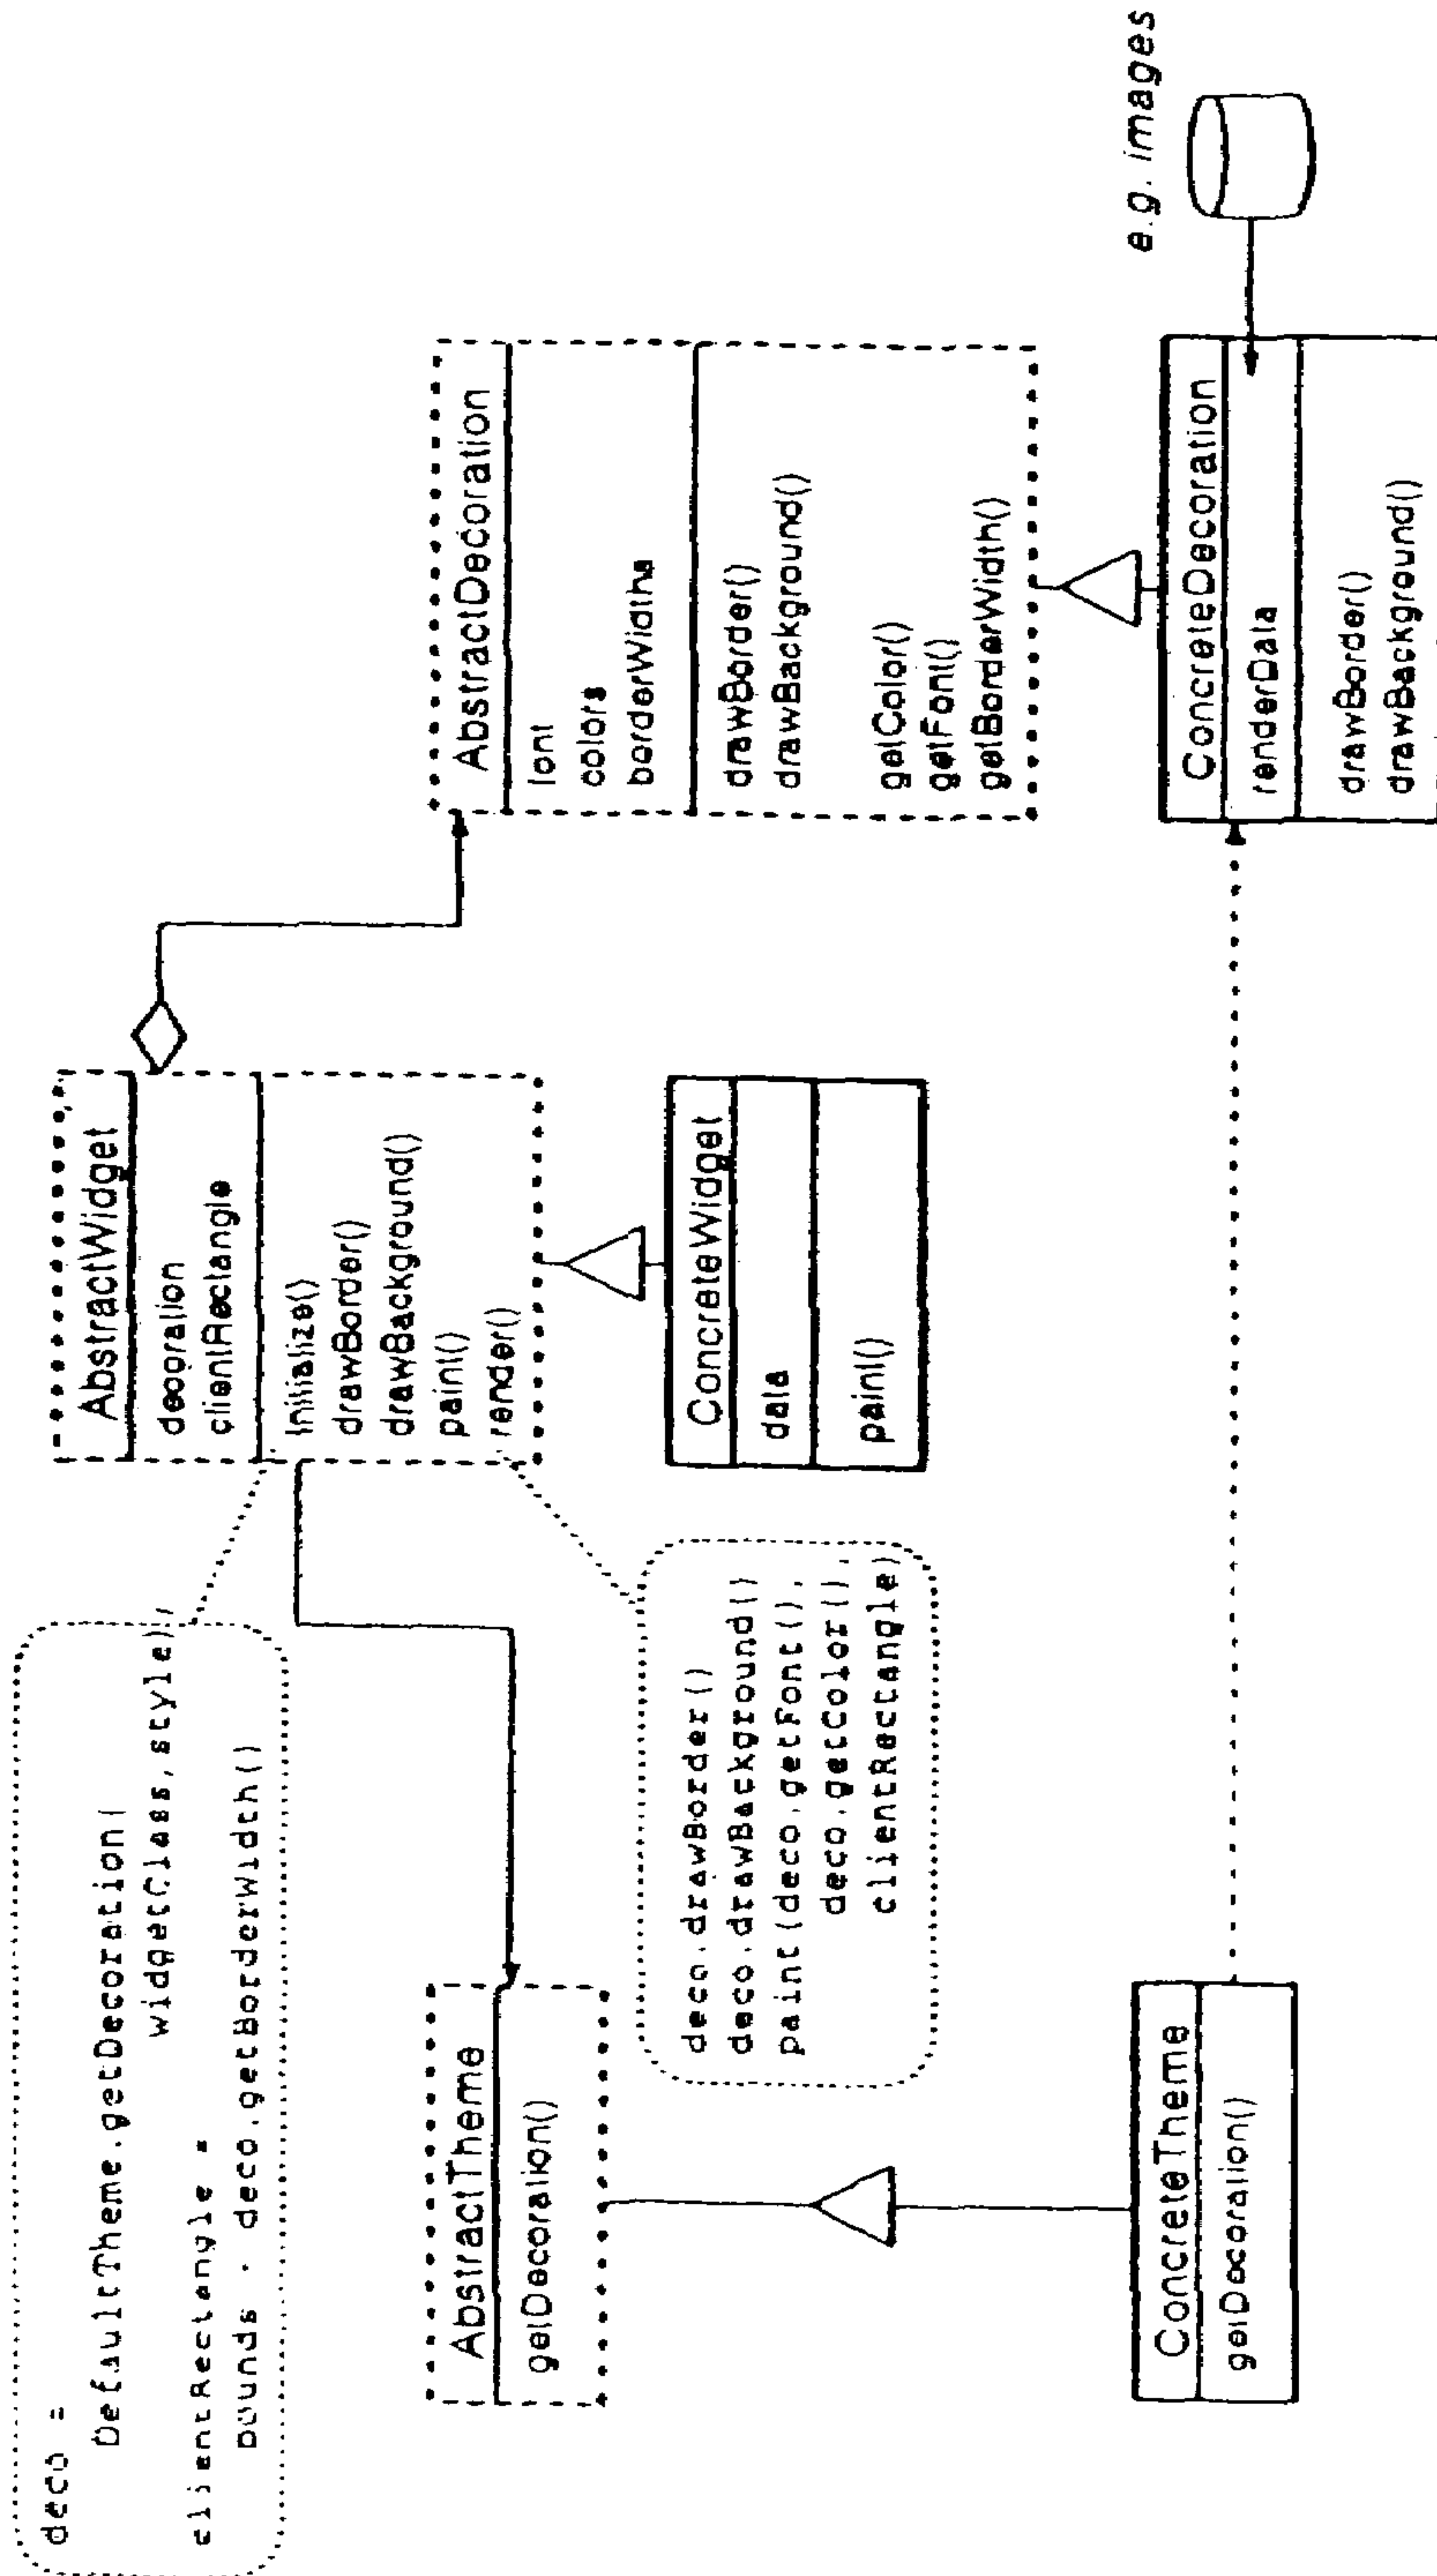 deco =
DefaultTheme.getDecoration(
widgetClass,style);
clientRectangle =
bounds - deco.getBorderWidth()
AbstractWidget
decoration
clientRectangle
initialize()
drawBorder()
drawBackground()
paint()
render()
AbstractTheme
getDecoration()
deco.drawBorder()
deco.drawBackground()
paint(deco.getFont(),
deco.getColor(),
clientRectangle)
ConcreteWidget
data
paint()
AbstractDecoration
font
colors
borderWidths
drawBorder()
drawBackground()
getColor()
getFont()
getBorderWidth()
ConcreteTheme
getDecoration()
ConcreteDecoration
renderData
drawBorder()
drawBackground()
e.g. images